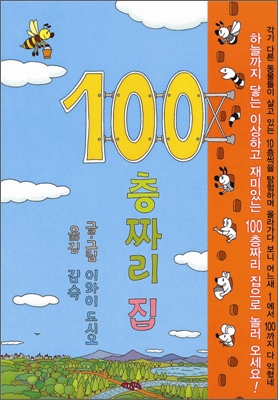 100
층짜리
집
글·그림 이와이 도시오
옮김 김숙
하늘까지 닿는 이상하고 재미있는 100층짜리 집으로 놀러 오세요!
각기 다른 동물들이 살고 있는 10층씩을 탐험하며 올라가다 보니 어느새 1에서 100까지 다 익혔네